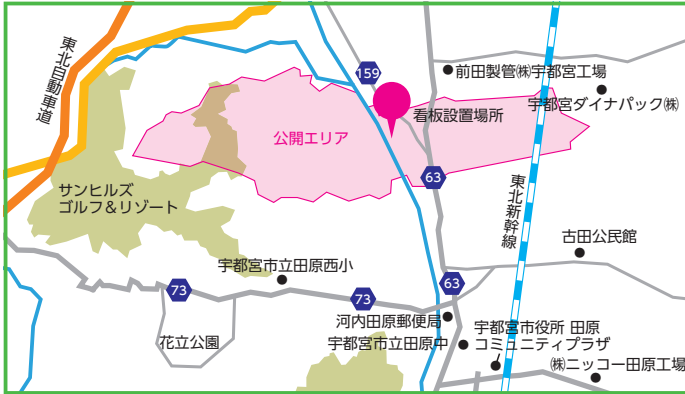 東北自動車道
159
前田製管㈱宇都宮工場
宇都宮ダイナパック㈱
看板設置場所
公開エリア
63
サンヒルズ
ゴルフ&リゾート
東北新幹線
古田公民館
宇都宮市立田原西小
73
73
63
河内田原郵便局
花立公園
宇都宮市立田原中
宇都宮市役所 田原
コミュニティプラザ
㈱ニッコー田原工場